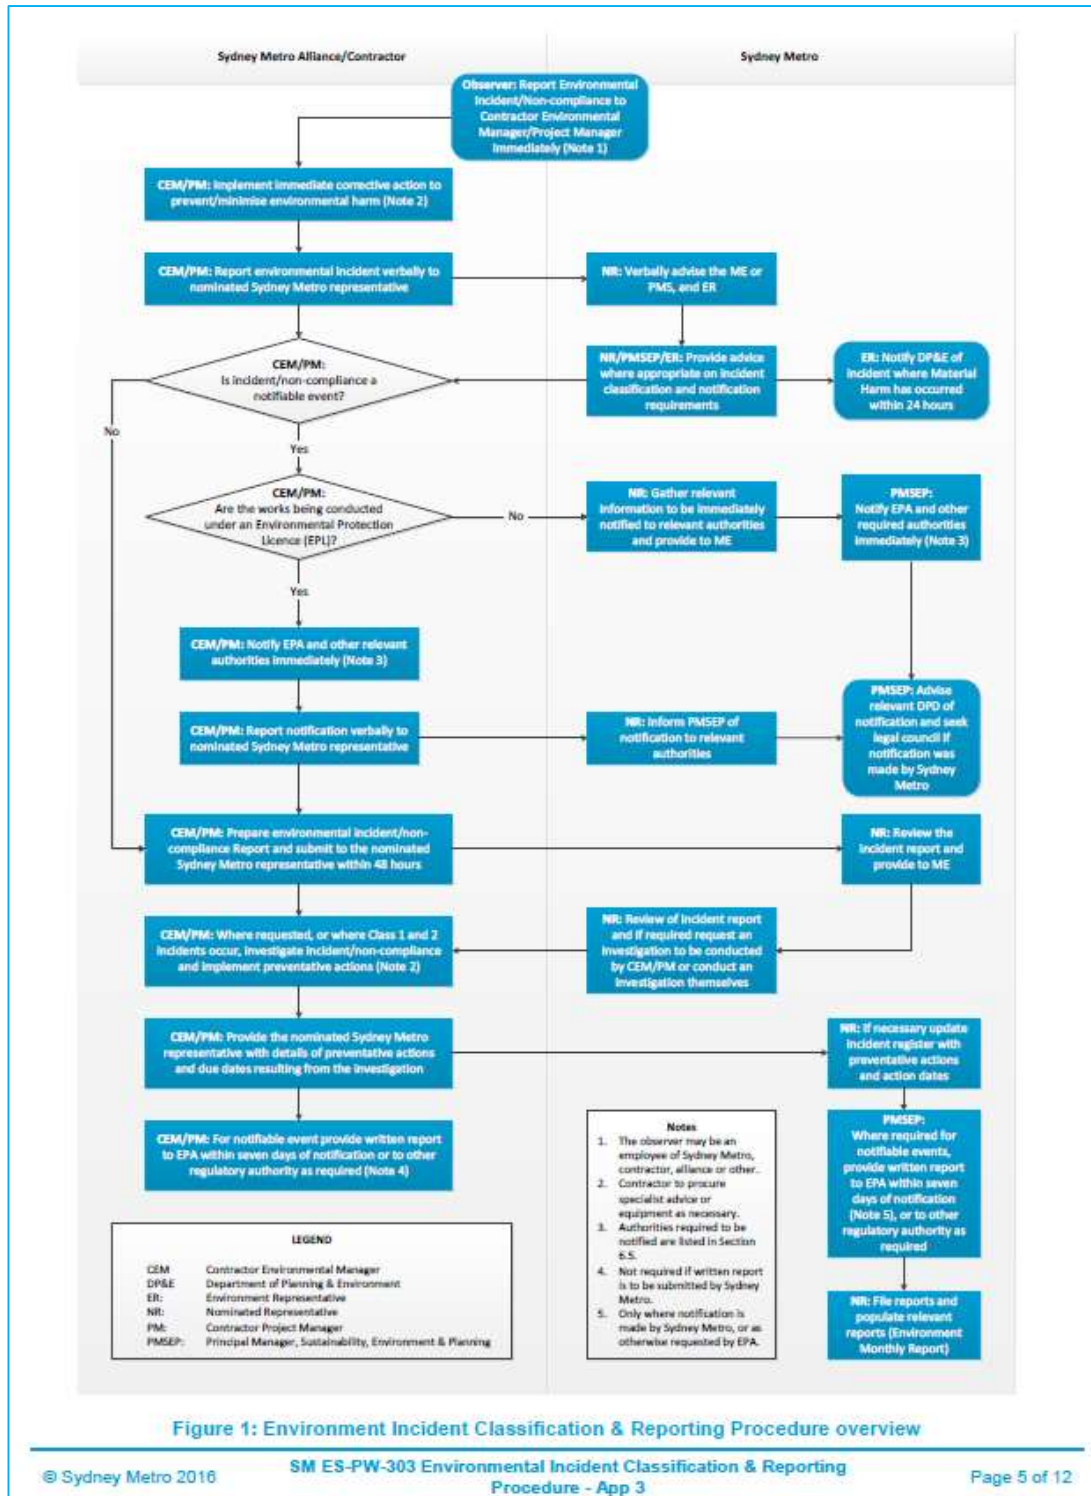 Sydney Metro Alliance/Contractor
Sydney Metro
Observer: Report Environmental
Incident/Non-compliance to
Contractor Environmental
Manager/Project Manager
Immediately (Note 1)
CEM/PM: Implement immediate corrective action to
prevent/minimise environmental harm (Note 2)
CEM/PM: Report environmental incident verbally to
nominated Sydney Metro representative
NR: Verbally advise the ME or
PMS, and ER
CEM/PM:
Is incident/non-compliance a
notifiable event?
NR/PMSEP/ER: Provide advice
where appropriate on incident
classification and notification
requirements
ER: Notify DP&E of
incident where Material
Harm has occurred
within 24 hours
No
Yes
CEM/PM:
Are the works being conducted
under an Environmental Protection
Licence (EPL)?
No
NR: Gather relevant
information to be immediately
notified to relevant authorities
and provide to ME
PMSEP:
Notify EPA and other
required authorities
immediately (Note 3)
Yes
CEM/PM: Notify EPA and other relevant
authorities immediately (Note 3)
CEM/PM: Report notification verbally to
nominated Sydney Metro representative
NR: Inform PMSEP of
notification to relevant
authorities
PMSEP: Advise
relevant DPD of
notification and seek
legal council if
notification was
made by Sydney
Metro
CEM/PM: Prepare environmental incident/non-
compliance Report and submit to the nominated
Sydney Metro representative within 48 hours
NR: Review the
incident report and
provide to ME
CEM/PM: Where requested, or where Class 1 and 2
incidents occur, investigate incident/non-compliance
and implement preventative actions (Note 2)
NR: Review of incident report
and if required request an
investigation to be conducted
by CEM/PM or conduct an
investigation themselves
CEM/PM: Provide the nominated Sydney Metro
representative with details of preventative actions
and due dates resulting from the investigation
NR: If necessary update
incident register with
preventative actions
and action dates
CEM/PM: For notifiable event provide written report
to EPA within seven days of notification or to other
regulatory authority as required (Note 4)
PMSEP:
Where required for
notifiable events,
provide written report
to EPA within seven
days of notification
(Note 5), or to other
regulatory authority as
required
NR: File reports and
populate relevant
reports (Environment
Monthly Report)
Notes
1. The observer may be an
employee of Sydney Metro,
contractor, alliance or other.
2. Contractor to procure
specialist advice or
equipment as necessary.
3. Authorities required to be
notified are listed in Section
6.5.
4. Not required if written report
is to be submitted by Sydney
Metro.
5. Only where notification is
made by Sydney Metro, or as
otherwise requested by EPA.
LEGEND
CEM Contractor Environmental Manager
DP&E Department of Planning & Environment
ER: Environment Representative
NR: Nominated Representative
PM: Contractor Project Manager
PMSEP: Principal Manager, Sustainability, Environment & Planning
Figure 1: Environment Incident Classification & Reporting Procedure overview
© Sydney Metro 2016
SM ES-PW-303 Environmental Incident Classification & Reporting
Procedure - App 3
Page 5 of 12